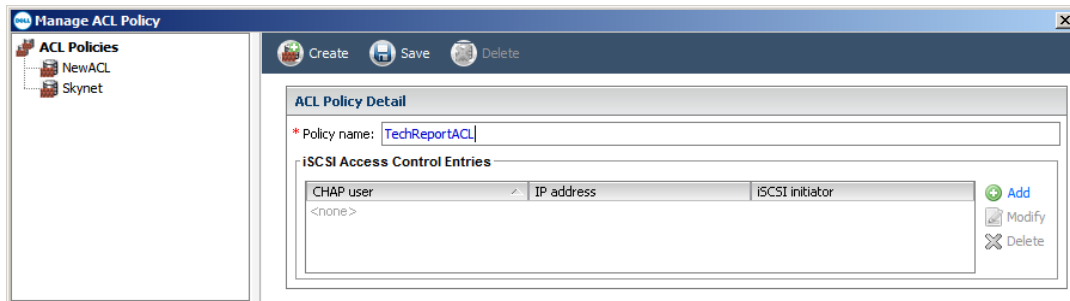 DELL Manage ACL Policy
ACL Policies
NewACL
Skynet
Create Save Delete
ACL Policy Detail
* Policy name: TechReportACL
iSCSI Access Control Entries
CHAP user IP address iSCSI initiator
<none>
Add
Modify
Delete